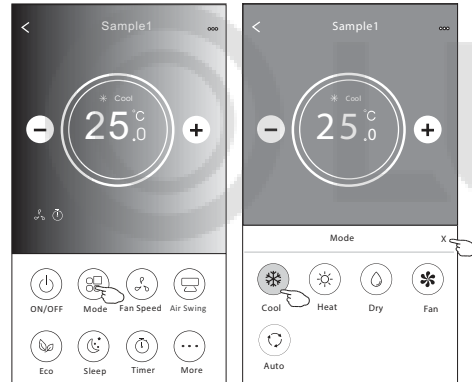 Sample1
Cool
25.0°C
ON/OFF Mode Fan Speed Air Swing
Eco Sleep Timer More
Sample1
Cool
25.0°C
Mode X
Cool Heat Dry Fan
Auto